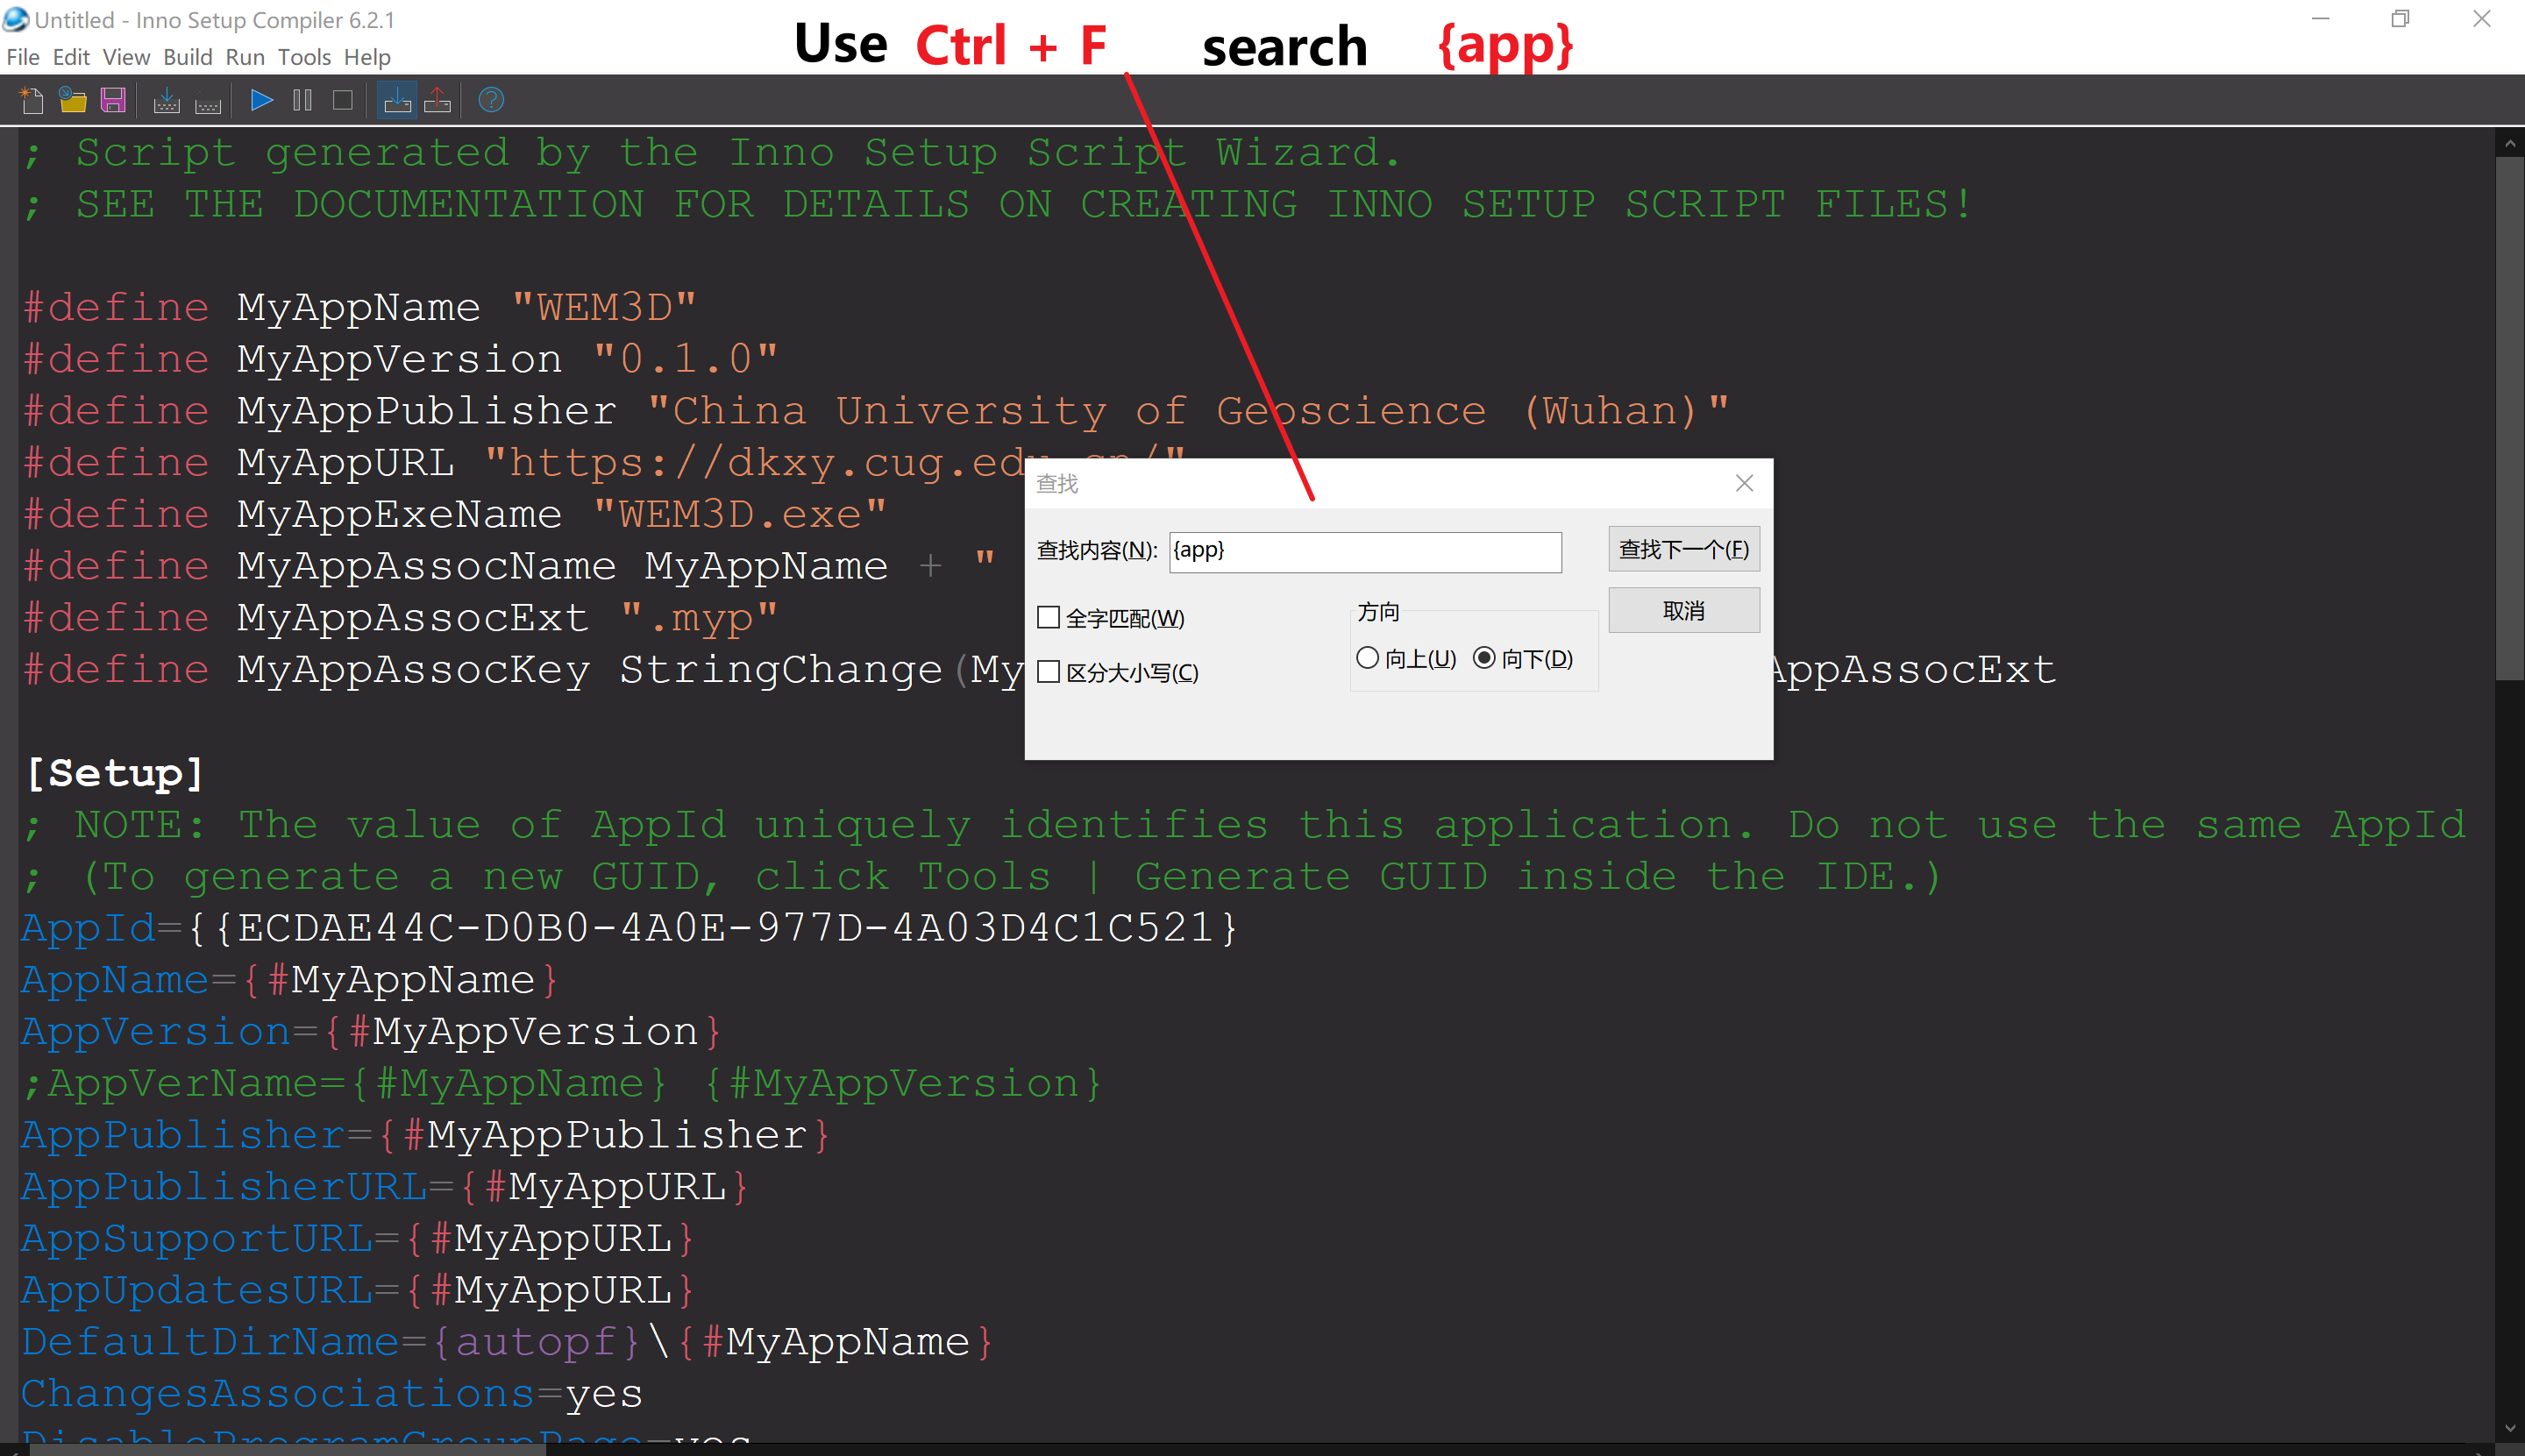 Untitled - Inno Setup Compiler 6.2.1
Use Ctrl + F search {app}
File Edit View Build Run Tools Help
; Script generated by the Inno Setup Script Wizard.
; SEE THE DOCUMENTATION FOR DETAILS ON CREATING INNO SETUP SCRIPT FILES!
#define MyAppName "WEM3D"
#define MyAppVersion "0.1.0"
#define MyAppPublisher "China University of Geoscience (Wuhan)"
#define MyAppURL "https://dkxy.cug.edu.cn/"
#define MyAppExeName "WEM3D.exe"
#define MyAppAssocName MyAppName + "
#define MyAppAssocExt ".myp"
#define MyAppAssocKey StringChange(My AppAssocExt
查找
查找内容(N): {app}
查找下一个(F)
全字匹配(W)
方向
取消
向上(U) 向下(D)
区分大小写(C)
[Setup]
; NOTE: The value of AppId uniquely identifies this application. Do not use the same AppId
; (To generate a new GUID, click Tools | Generate GUID inside the IDE.)
AppId={{ECDAE44C-D0B0-4A0E-977D-4A03D4C1C521}
AppName={#MyAppName}
AppVersion={#MyAppVersion}
;AppVerName={#MyAppName} {#MyAppVersion}
AppPublisher={#MyAppPublisher}
AppPublisherURL={#MyAppURL}
AppSupportURL={#MyAppURL}
AppUpdatesURL={#MyAppURL}
DefaultDirName={autopf}\{#MyAppName}
ChangesAssociations=yes
DisableProgramGroupPage=yes